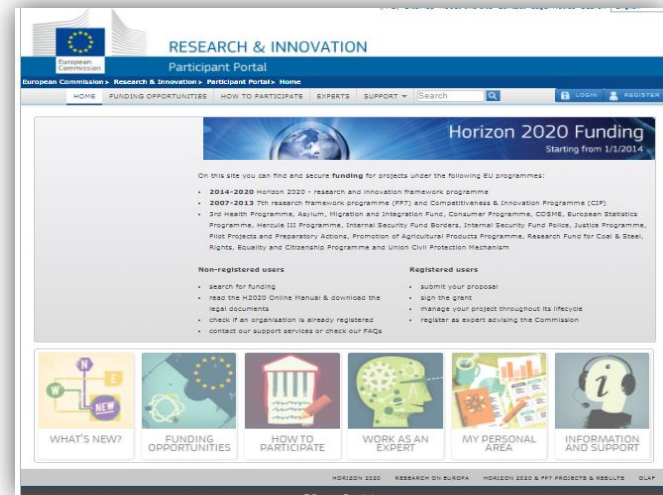 European
Commission
RESEARCH & INNOVATION
Participant Portal
European Commission > Research & Innovation > Participant Portal > Home
HOME FUNDING OPPORTUNITIES HOW TO PARTICIPATE EXPERTS SUPPORT Search LOGIN REGISTER
Horizon 2020 Funding
Starting from 1/1/2014
On this site you can find and secure funding for projects under the following EU programmes:
• 2014-2020 Horizon 2020 - research and innovation framework programme
• 2007-2013 7th research framework programme (FP7) and Competitiveness & Innovation Programme (CIP)
• 3rd Health Programme, Asylum, Migration and Integration Fund, Consumer Programme, COSME, European Statistics
Programme, Hercule III Programme, Internal Security Fund Borders, Internal Security Fund Police, Justice Programme,
Pilot Projects and Preparatory Actions, Promotion of Agricultural Products Programme, Research Fund for Coal & Steel,
Rights, Equality and Citizenship Programme and Union Civil Protection Mechanism
Non-registered users
• search for funding
• read the H2020 Online Manual & download the
legal documents
• check if an organisation is already registered
• contact our support services or check our FAQs
Registered users
• submit your proposal
• sign the grant
• manage your project throughout its lifecycle
• register as expert advising the Commission
N
W
E
NEW
i
WHAT'S NEW?
FUNDING
OPPORTUNITIES
HOW TO
PARTICIPATE
WORK AS AN
EXPERT
MY PERSONAL
AREA
INFORMATION
AND SUPPORT
HORIZON 2020 RESEARCH ON EUROPA HORIZON 2020 & FP7 PROJECTS & RESULTS OLAF